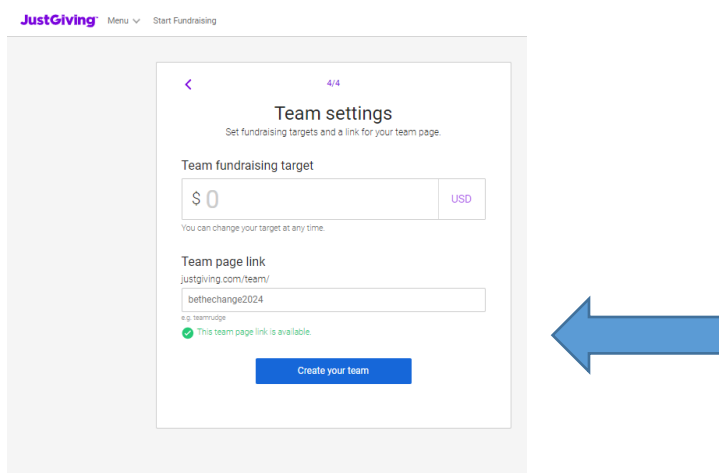 JustGiving™ Menu Start Fundraising
4/4
Team settings
Set fundraising targets and a link for your team page.
Team fundraising target
$ 0 USD
You can change your target at any time.
Team page link
justgiving.com/team/
bethechange2024
e.g. teamrudge
This team page link is available.
Create your team